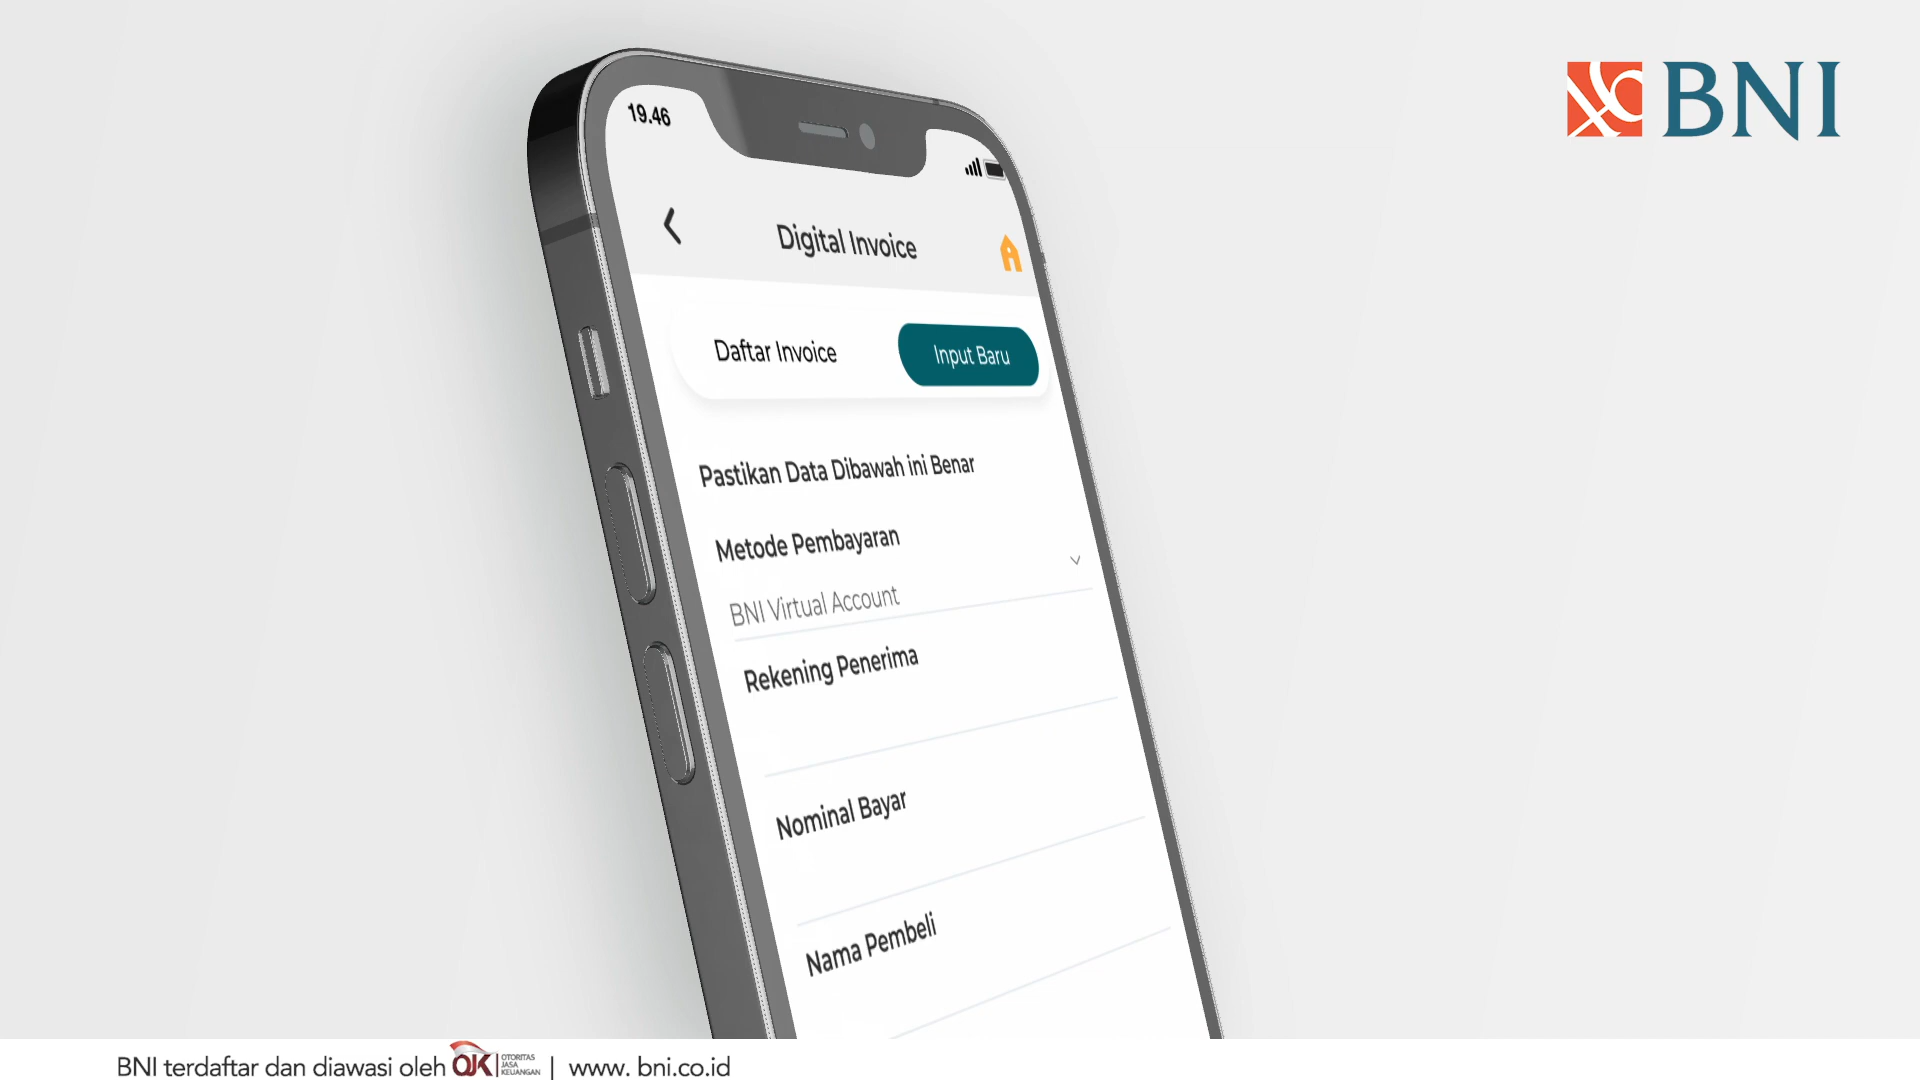 BNI
19.46
Digital Invoice
Daftar Invoice
Input Baru
Pastikan Data Dibawah ini Benar
Metode Pembayaran
BNI Virtual Account
Rekening Penerima
Nominal Bayar
Nama Pembeli
BNI terdaftar dan diawasi oleh OJK OTORITAS JASA KEUANGAN | www. bni.co.id